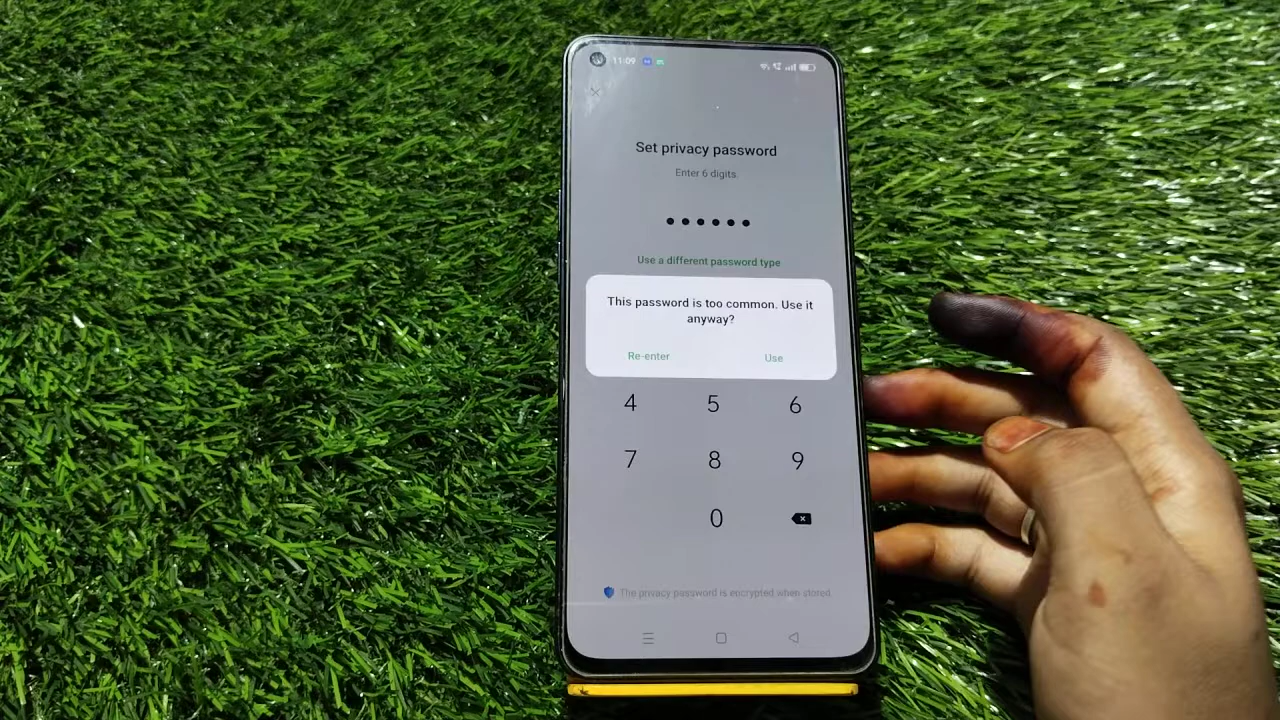 11:09
Set privacy password
Enter 6 digits.
Use a different password type
This password is too common. Use it
anyway?
Re-enter Use
4 5 6
7 8 9
0
The privacy password is encrypted when stored